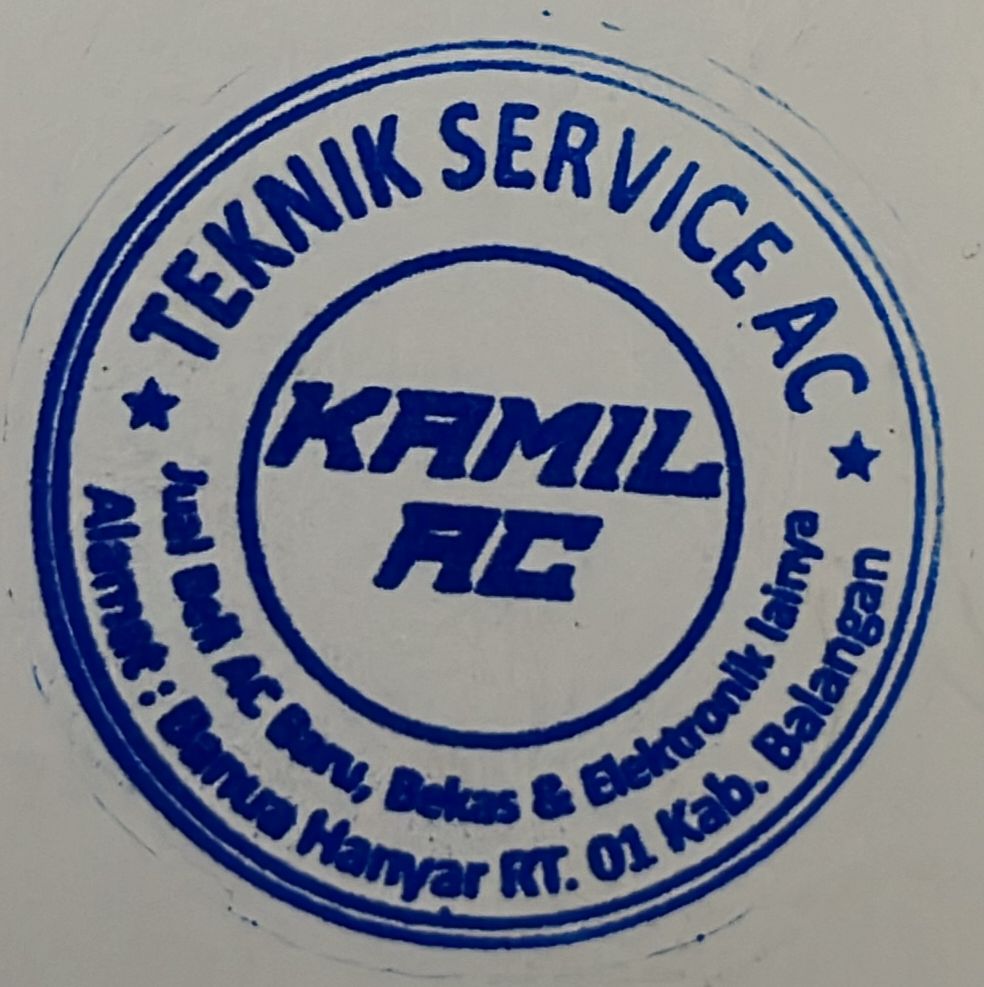 TEKNIK SERVICE AC
KAMIL
AC
Jual Beli AC Baru, Bekas & Elektronik lainya
Alamat : Banua Hanyar RT. 01 Kab. Balangan